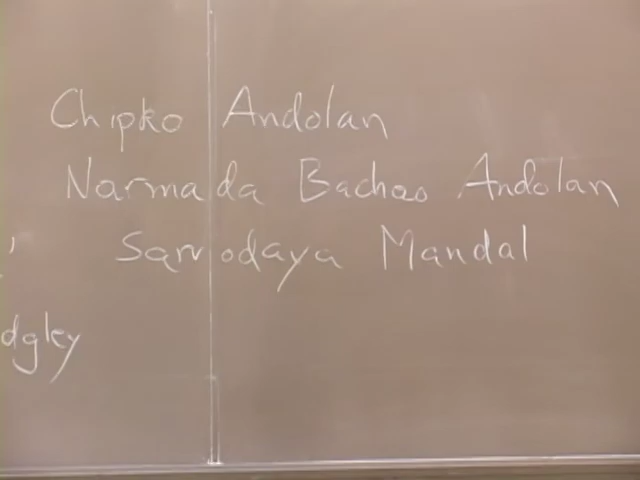 Chipko Andolan
Narmada Bachao Andolan
Sarvodaya Mandal
dgley